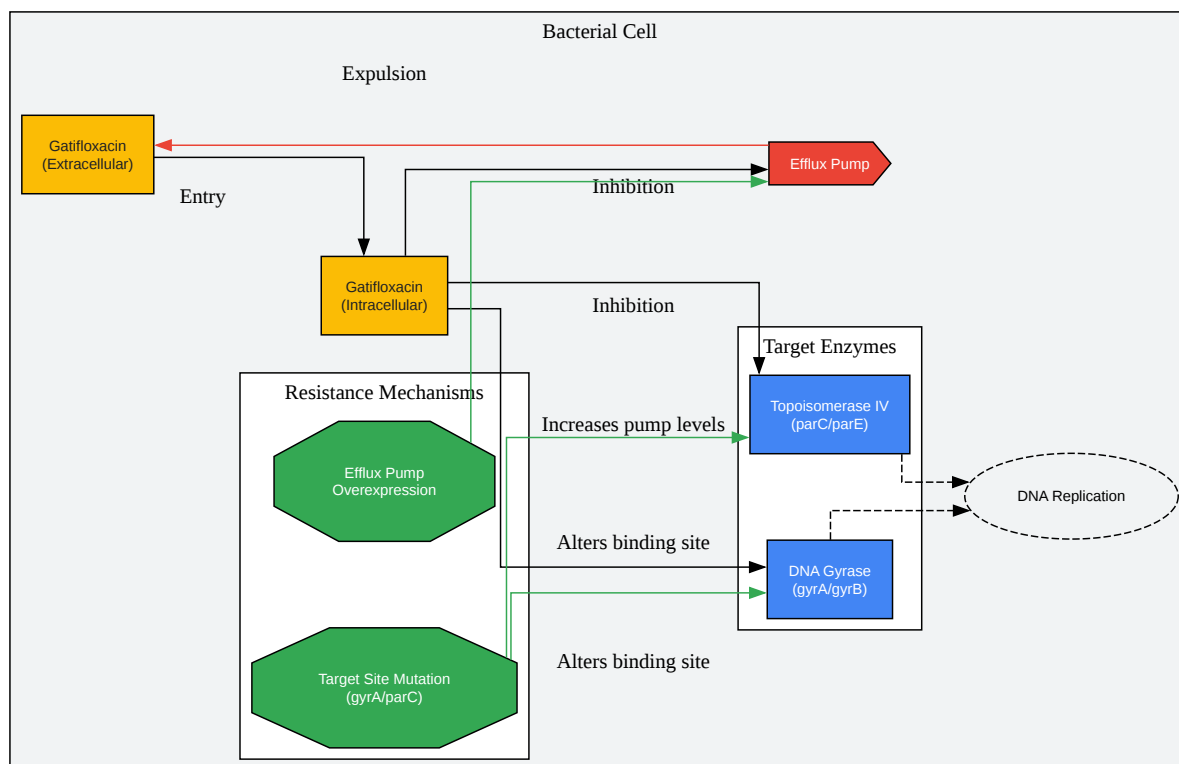 Bacterial Cell
Expulsion
Gatifloxacin
(Extracellular)
Efflux Pump
Entry
Inhibition
Gatifloxacin
(Intracellular)
Inhibition
Target Enzymes
Resistance Mechanisms
Topoisomerase IV
(parC/parE)
Increases pump levels
Efflux Pump
Overexpression
DNA Replication
Alters binding site
DNA Gyrase
(gyrA/gyrB)
Alters binding site
Target Site Mutation
(gyrA/parC)